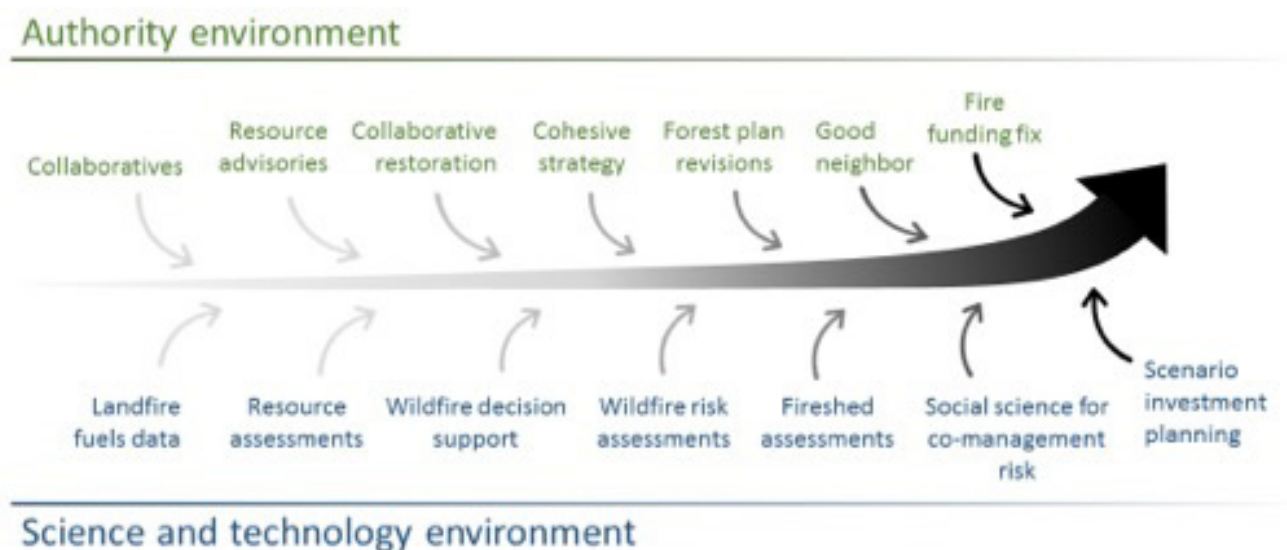 Authority environment
Collaboratives
Resource
advisories
Collaborative
restoration
Cohesive
strategy
Forest plan
revisions
Good
neighbor
Fire
funding fix
Landfire
fuels data
Resource
assessments
Wildfire decision
support
Wildfire risk
assessments
Fireshed
assessments
Social science for
co-management
risk
Scenario
investment
planning
Science and technology environment